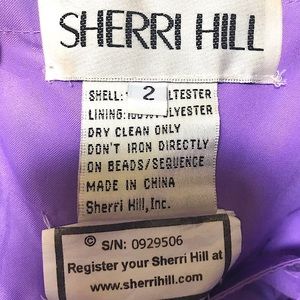 SHERRI HILL
2
SHELL: LTESTER
LINING:100% POLYESTER
DRY CLEAN ONLY
DON'T IRON DIRECTLY
ON BEADS/SEQUENCE
MADE IN CHINA
Sherri Hill, Inc.
© S/N: 0929506
Register your Sherri Hill at
www.sherrihill.com